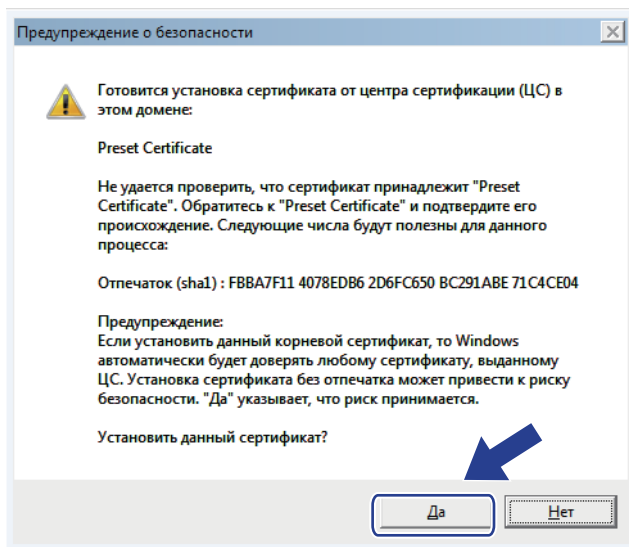 Предупреждение о безопасности
Готовится установка сертификата от центра сертификации (ЦС) в
этом домене:
Preset Certificate
Не удается проверить, что сертификат принадлежит "Preset
Certificate". Обратитесь к "Preset Certificate" и подтвердите его
происхождение. Следующие числа будут полезны для данного
процесса:
Отпечаток (sha1) : FBBA7F11 4078EDB6 2D6FC650 BC291ABE 71C4CE04
Предупреждение:
Если установить данный корневой сертификат, то Windows
автоматически будет доверять любому сертификату, выданному
ЦС. Установка сертификата без отпечатка может привести к риску
безопасности. "Да" указывает, что риск принимается.
Установить данный сертификат?
Да
Нет